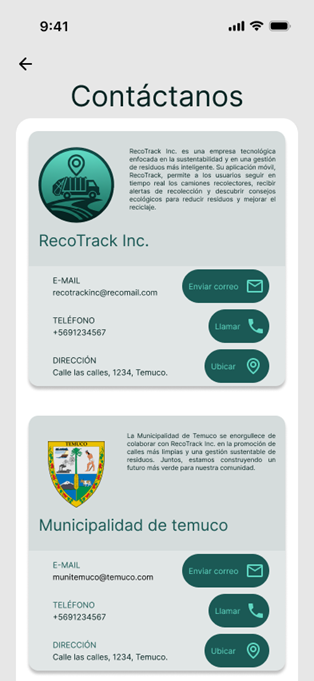 9:41
Contáctanos
RecoTrack Inc. es una empresa tecnológica
enfocada en la sustentabilidad y en una gestión
de residuos más inteligente. Su aplicación móvil,
RecoTrack, permite a los usuarios seguir en
tiempo real los camiones recolectores, recibir
alertas de recolección y descubrir consejos
ecológicos para reducir residuos y mejorar el
reciclaje.
RecoTrack Inc.
E-MAIL
recotrackinc@recomail.com
Enviar correo
TELÉFONO
+5691234567
Llamar
DIRECCIÓN
Calle las calles, 1234, Temuco.
Ubicar
TEMUCO
La Municipalidad de Temuco se enorgullece de
colaborar con RecoTrack Inc. en la promoción de
calles más limpias y una gestión sustentable de
residuos. Juntos, estamos construyendo un
futuro más verde para nuestra comunidad.
Municipalidad de temuco
E-MAIL
munitemuco@temuco.com
Enviar correo
TELÉFONO
+5691234567
Llamar
DIRECCIÓN
Calle las calles, 1234, Temuco.
Ubicar